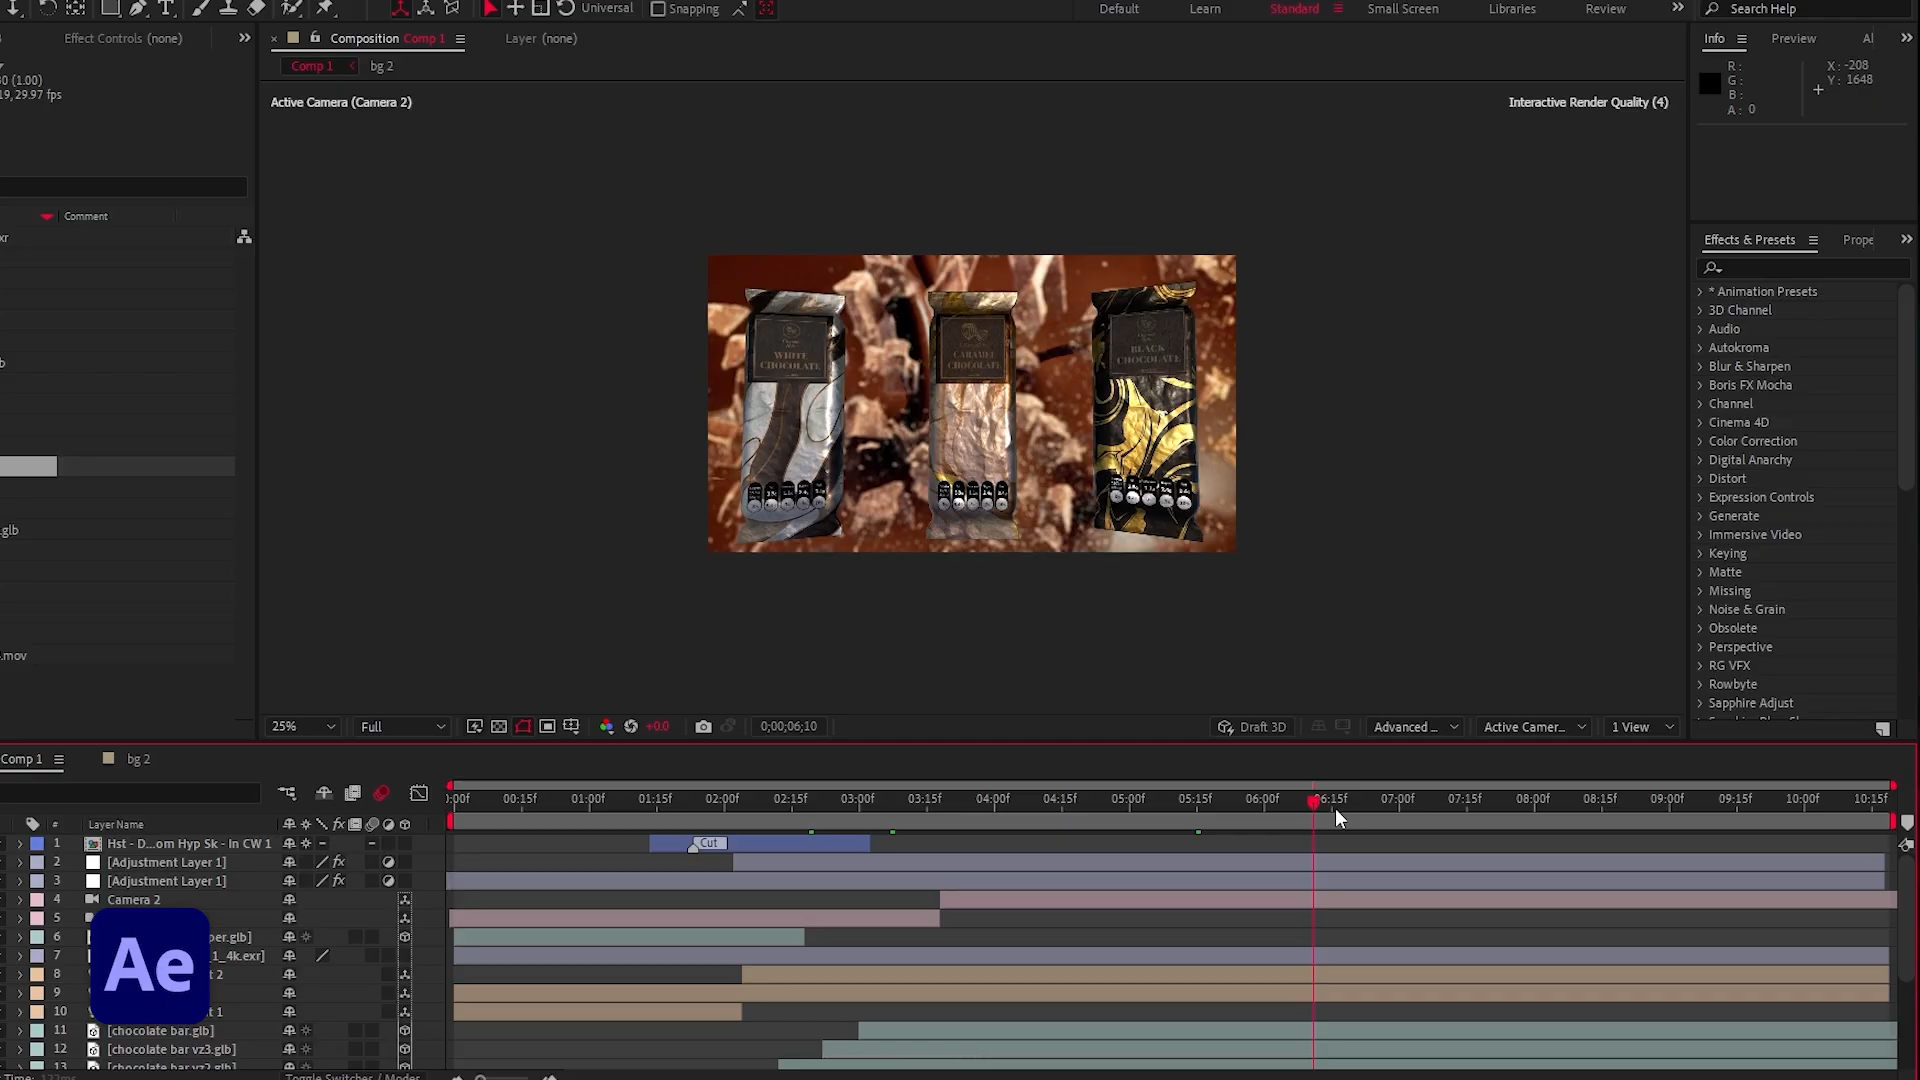 Universal
Snapping
Default
Learn
Standard
Small Screen
Libraries
Review
Search Help
Effect Controls (none)
Composition Comp 1
Layer (none)
Info
Preview
Comp 1
bg 2
(1.00)
29.97 fps
R :
G :
B :
A : 0
X : -208
Y : 1648
Active Camera (Camera 2)
Interactive Render Quality (4)
Comment
Effects & Presets
* Animation Presets
3D Channel
Audio
Autokroma
Blur & Sharpen
Boris FX Mocha
Channel
Cinema 4D
Color Correction
Digital Anarchy
Distort
Expression Controls
Generate
Immersive Video
Keying
Matte
Missing
Noise & Grain
Obsolete
Perspective
RG VFX
Rowbyte
Sapphire Adjust
WHITE
CHOCOLATE
CARAMEL
CHOCOLATE
BLACK
CHOCOLATE
.glb
.mov
25%
Full
+0.0
0;00;06;10
Draft 3D
Advanced ...
Active Camer...
1 View
Comp 1
bg 2
:00f 00:15f 01:00f 01:15f 02:00f 02:15f 03:00f 03:15f 04:00f 04:15f 05:00f 05:15f 06:00f 06:15f 07:00f 07:15f 08:00f 08:15f 09:00f 09:15f 10:00f 10:15f
# Layer Name fx
1 Hst - D...om Hyp Sk - In CW 1
Cut
2 [Adjustment Layer 1] fx
3 [Adjustment Layer 1] fx
4 Camera 2
5
6 per.glb]
7 _1_4k.exr]
8 t 2
9
10 t 1
11 [chocolate bar.glb]
12 [chocolate bar vz3.glb]
13 [chocolate bar vz2.glb]
Ae
Toggle Switches / Modes